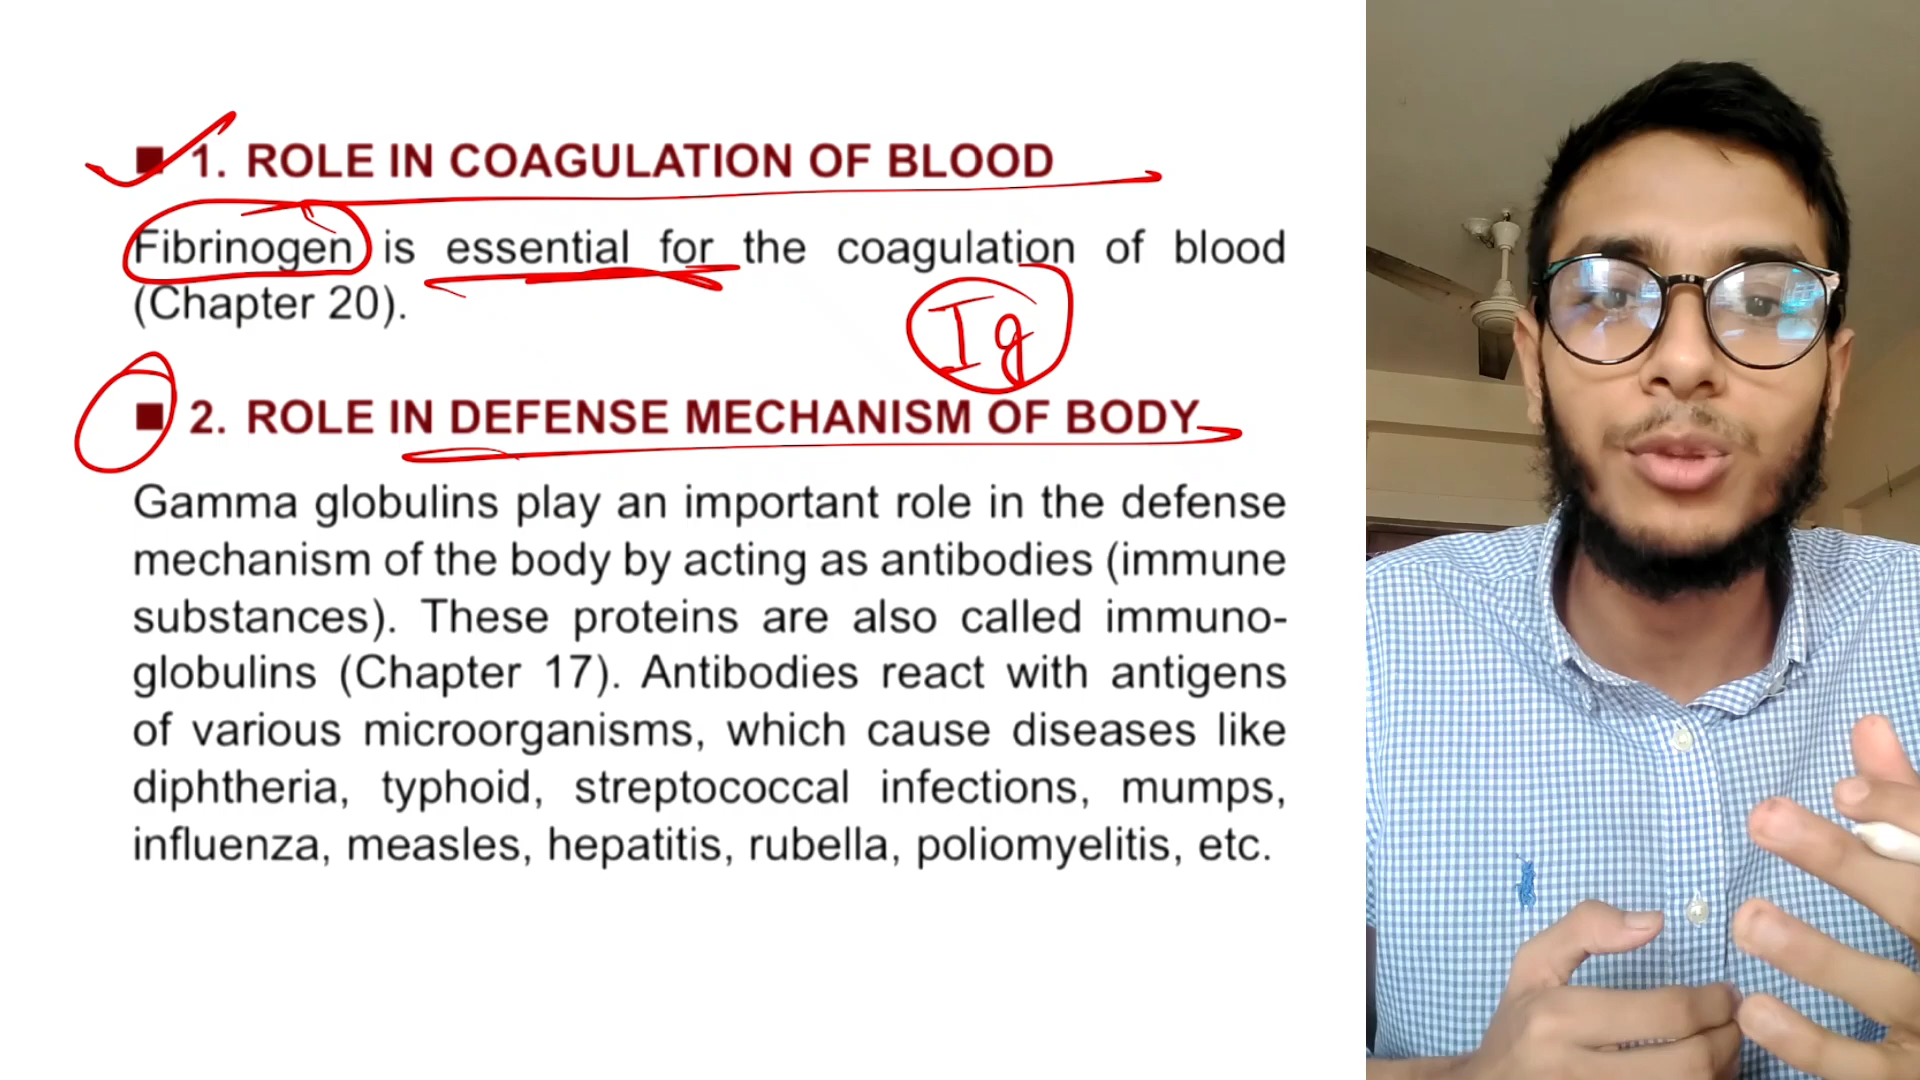 1. ROLE IN COAGULATION OF BLOOD
Fibrinogen is essential for the coagulation of blood
(Chapter 20).
Ig
2. ROLE IN DEFENSE MECHANISM OF BODY
Gamma globulins play an important role in the defense
mechanism of the body by acting as antibodies (immune
substances). These proteins are also called immuno-
globulins (Chapter 17). Antibodies react with antigens
of various microorganisms, which cause diseases like
diphtheria, typhoid, streptococcal infections, mumps,
influenza, measles, hepatitis, rubella, poliomyelitis, etc.